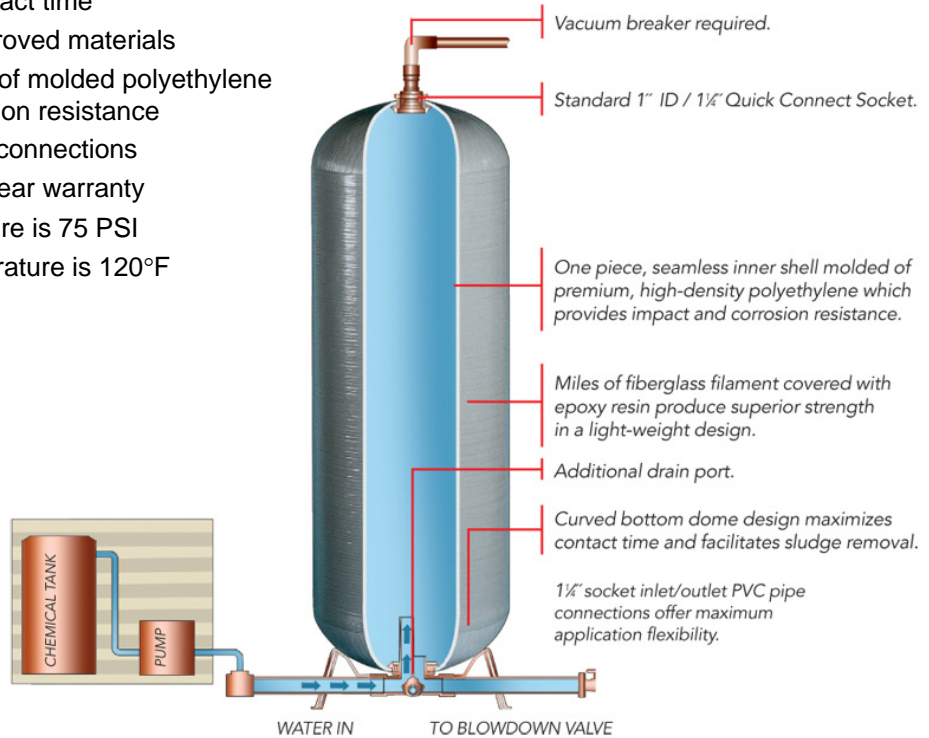 act time
roved materials
of molded polyethylene
on resistance
connections
ear warranty
re is 75 PSI
rature is 120°F
Vacuum breaker required.
Standard 1″ ID / 1¼″ Quick Connect Socket.
One piece, seamless inner shell molded of
premium, high-density polyethylene which
provides impact and corrosion resistance.
Miles of fiberglass filament covered with
epoxy resin produce superior strength
in a light-weight design.
Additional drain port.
Curved bottom dome design maximizes
contact time and facilitates sludge removal.
1¼″ socket inlet/outlet PVC pipe
connections offer maximum
application flexibility.
CHEMICAL TANK
PUMP
WATER IN
TO BLOWDOWN VALVE